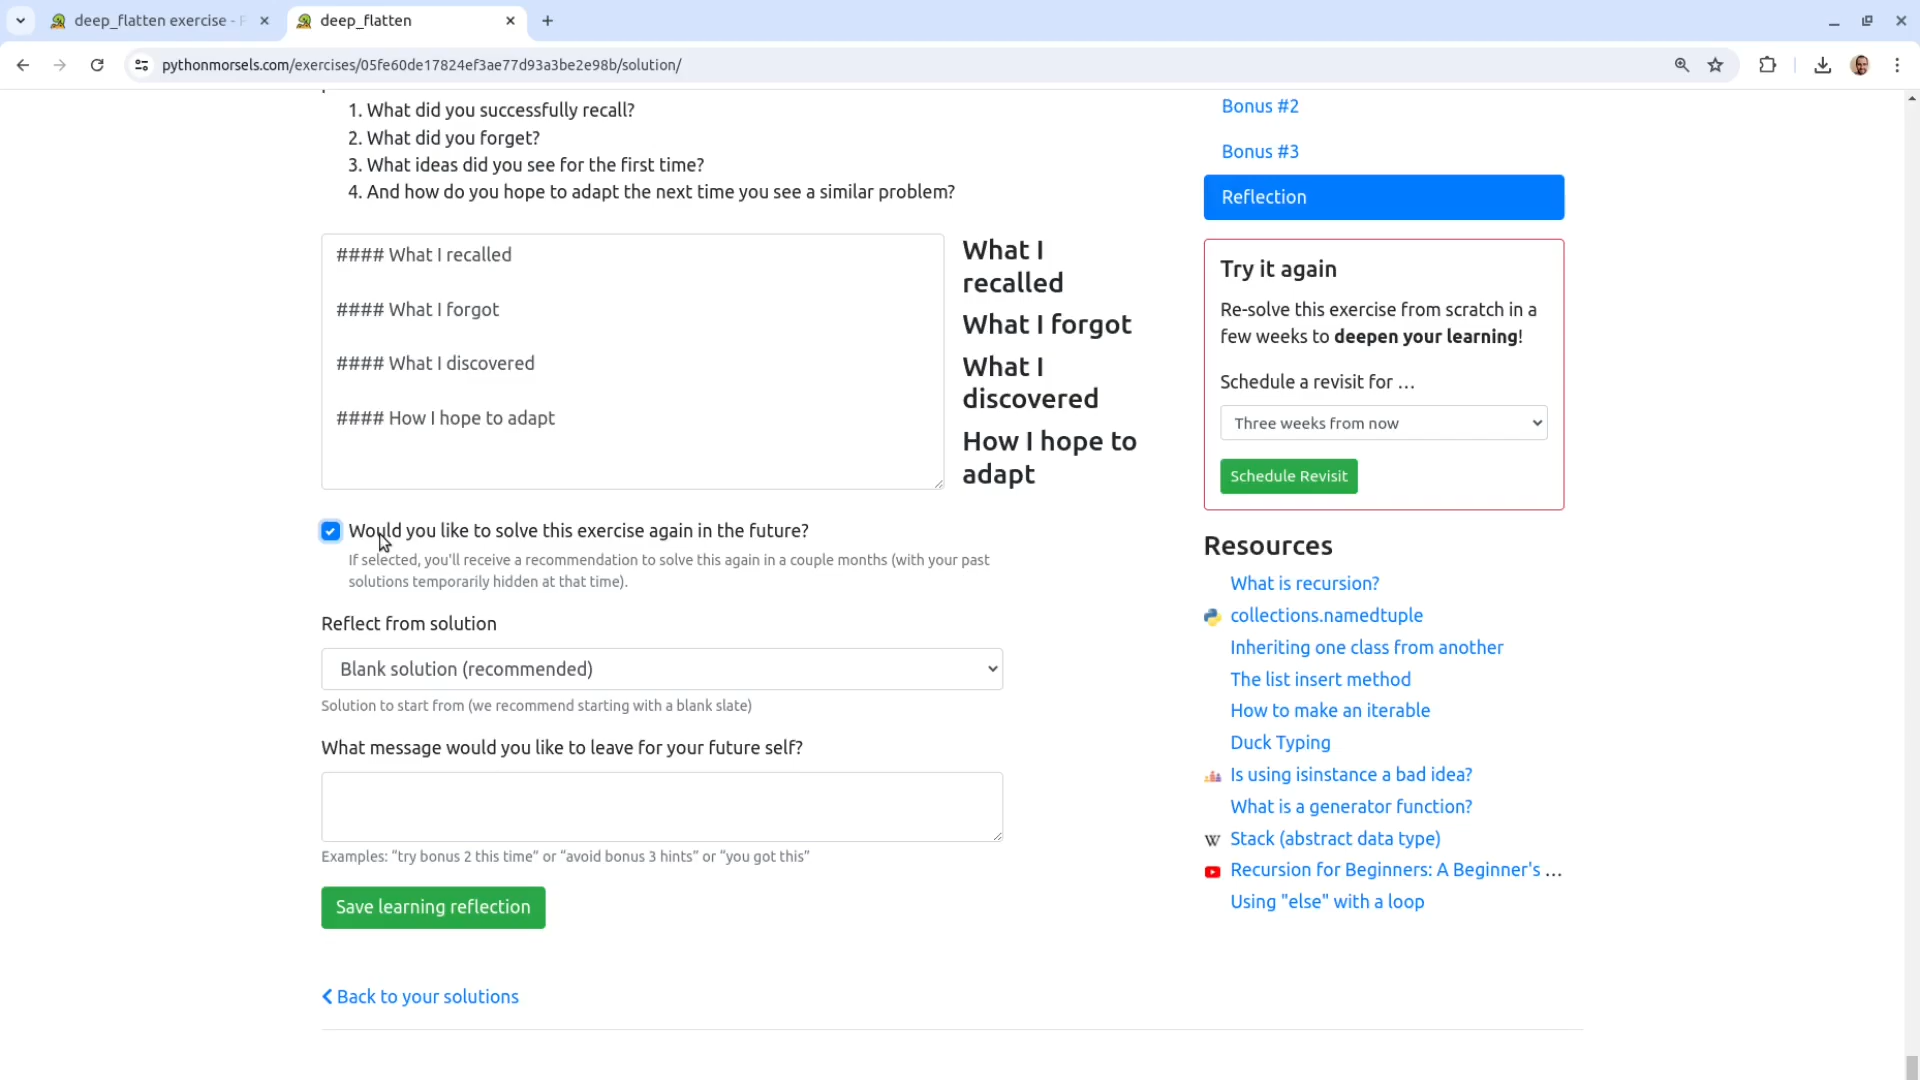 deep_flatten exercise -
deep_flatten
pythonmorsels.com/exercises/05fe60de17824ef3ae77d93a3be2e98b/solution/
1. What did you successfully recall?
2. What did you forget?
3. What ideas did you see for the first time?
4. And how do you hope to adapt the next time you see a similar problem?
#### What I recalled
#### What I forgot
#### What I discovered
#### How I hope to adapt
What I
recalled
What I forgot
What I
discovered
How I hope to
adapt
Would you like to solve this exercise again in the future?
If selected, you'll receive a recommendation to solve this again in a couple months (with your past
solutions temporarily hidden at that time).
Reflect from solution
Blank solution (recommended)
Solution to start from (we recommend starting with a blank slate)
What message would you like to leave for your future self?
Examples: “try bonus 2 this time” or “avoid bonus 3 hints” or “you got this”
Save learning reflection
Back to your solutions
Bonus #2
Bonus #3
Reflection
Try it again
Re-solve this exercise from scratch in a
few weeks to deepen your learning!
Schedule a revisit for …
Three weeks from now
Schedule Revisit
Resources
What is recursion?
collections.namedtuple
Inheriting one class from another
The list insert method
How to make an iterable
Duck Typing
Is using isinstance a bad idea?
What is a generator function?
W Stack (abstract data type)
Recursion for Beginners: A Beginner's …
Using "else" with a loop